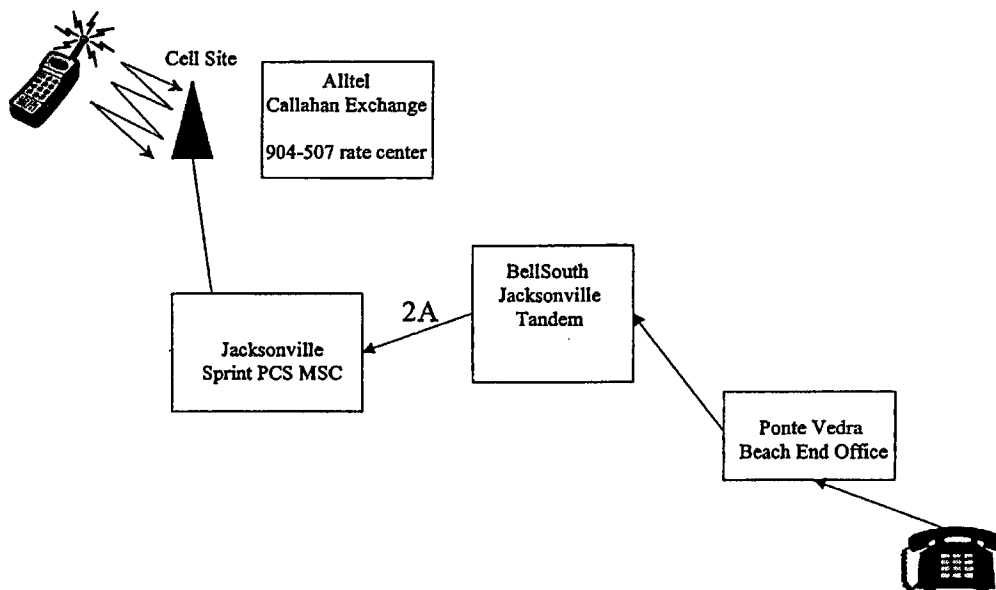 Cell Site
Alltel
Callahan Exchange
904-507 rate center
BellSouth
Jacksonville
Tandem
2A
Jacksonville
Sprint PCS MSC
Ponte Vedra
Beach End Office